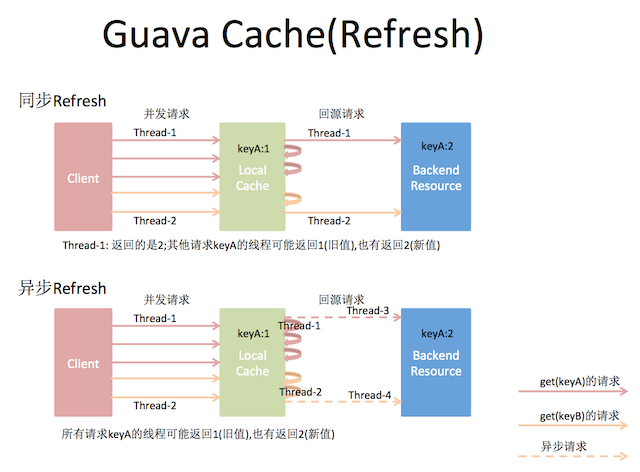 Guava Cache(Refresh)
同步Refresh
并发请求
回源请求
Thread-1
Thread-1
keyA:1
keyA:2
Client
Local
Cache
Backend
Resource
Thread-2
Thread-2
Thread-1: 返回的是2;其他请求keyA的线程可能返回1(旧值),也有返回2(新值)
异步Refresh
并发请求
回源请求
Thread-3
Thread-1
Thread-1
keyA:1
keyA:2
Client
Local
Cache
Backend
Resource
Thread-2
Thread-2
Thread-4
get(keyA)的请求
get(keyB)的请求
异步请求
所有请求keyA的线程可能返回1(旧值),也有返回2(新值)